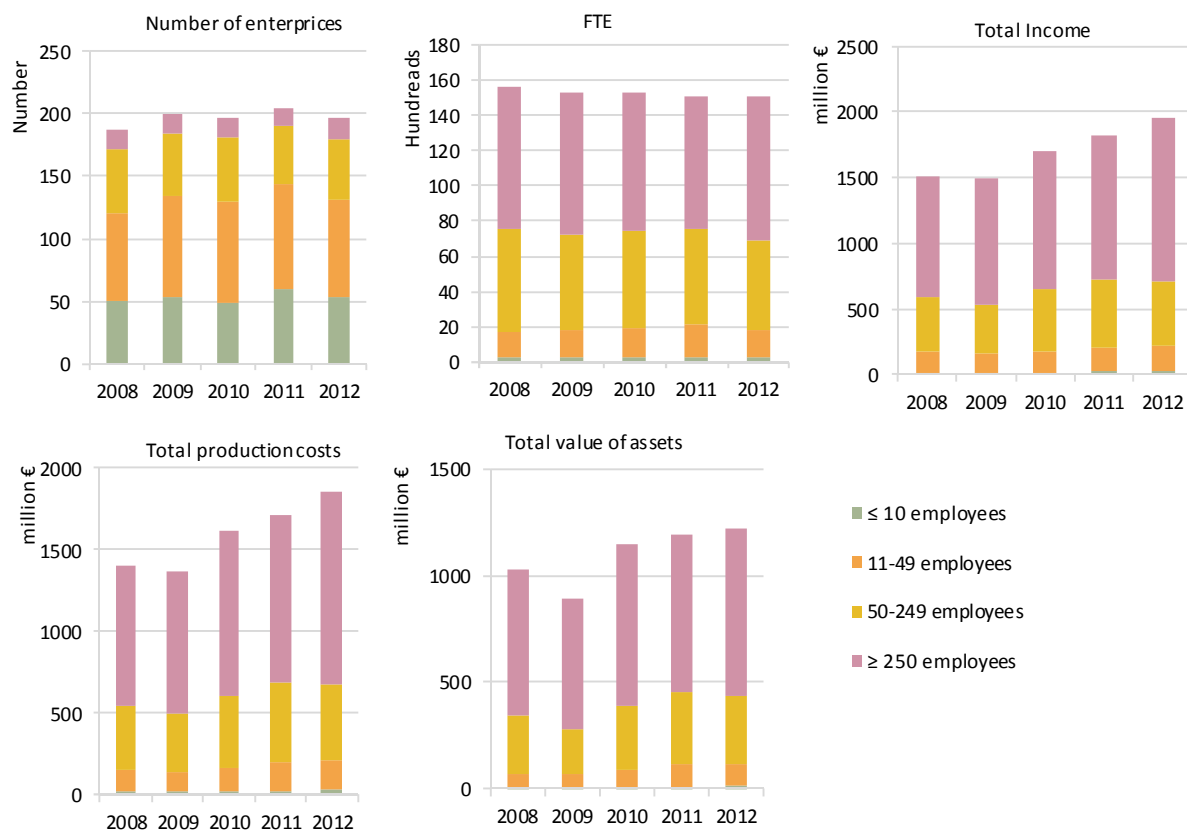 Number of enterprices
Number
250
200
150
100
50
0
2008 2009 2010 2011 2012
FTE
Hundreads
180
160
140
120
100
80
60
40
20
0
2008 2009 2010 2011 2012
Total Income
million €
2500
2000
1500
1000
500
0
2008 2009 2010 2011 2012
Total production costs
million €
2000
1500
1000
500
0
2008 2009 2010 2011 2012
Total value of assets
million €
1500
1000
500
0
2008 2009 2010 2011 2012
≤ 10 employees
11-49 employees
50-249 employees
≥ 250 employees